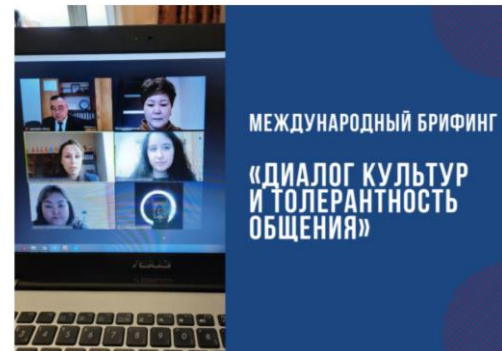 МЕЖДУНАРОДНЫЙ БРИФИНГ
«ДИАЛОГ КУЛЬТУР
И ТОЛЕРАНТНОСТЬ
ОБЩЕНИЯ»